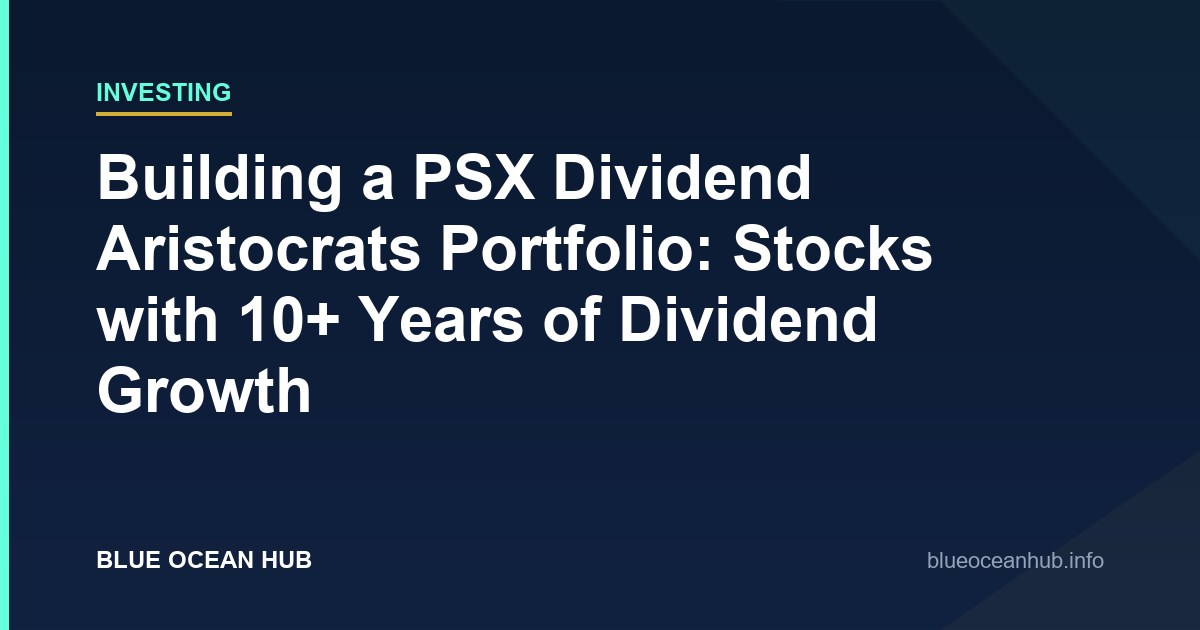 INVESTING
Building a PSX Dividend
Aristocrats Portfolio: Stocks
with 10+ Years of Dividend
Growth
BLUE OCEAN HUB
blueoceanhub.info